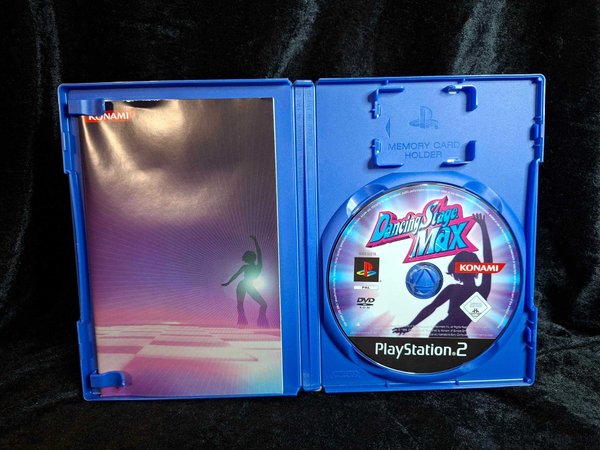 KONAMI
MEMORY CARD
HOLDER
Dancing Stage
Max
KONAMI
PAL
DVD
PlayStation.2